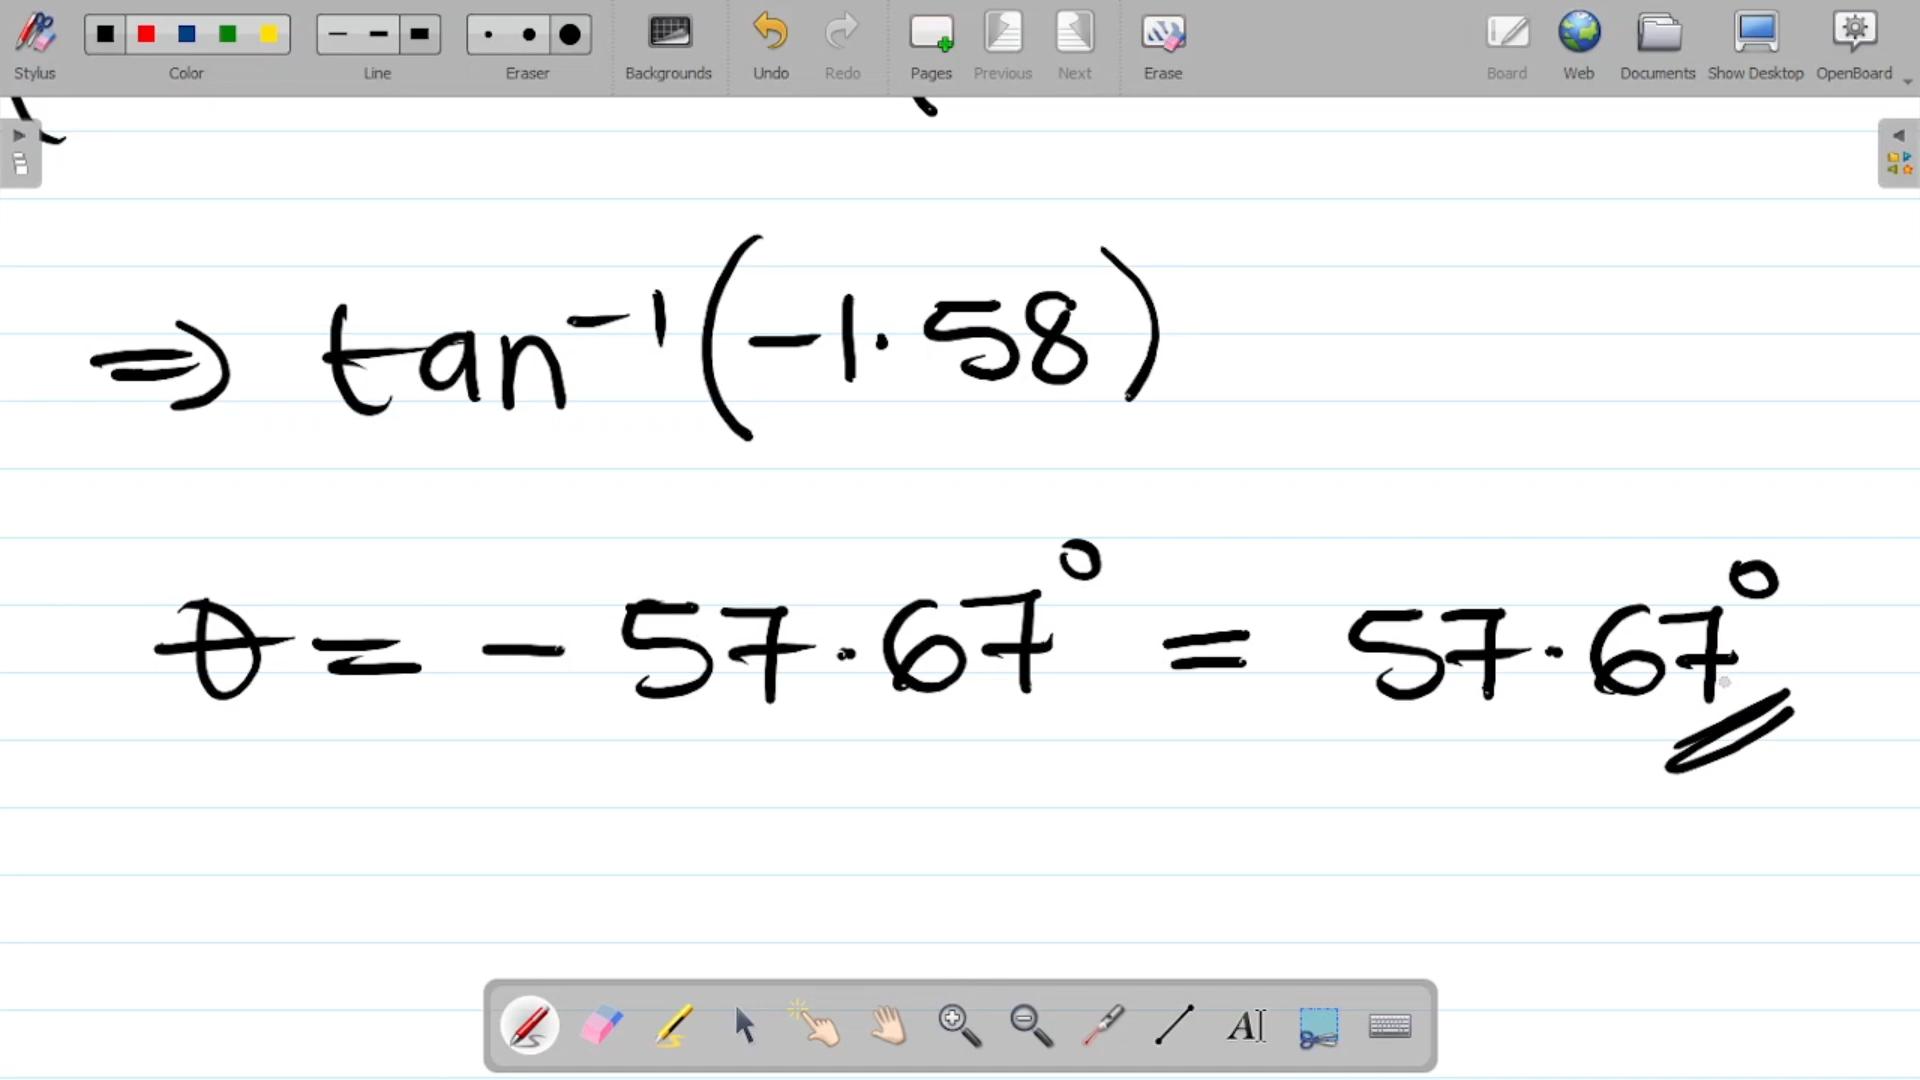 Stylus Color Line Eraser Backgrounds Undo Redo Pages Previous Next Erase Board Web Documents Show Desktop OpenBoard
⇒ tan⁻¹(-1.58)
θ = - 57.67° = 57.67°
AI